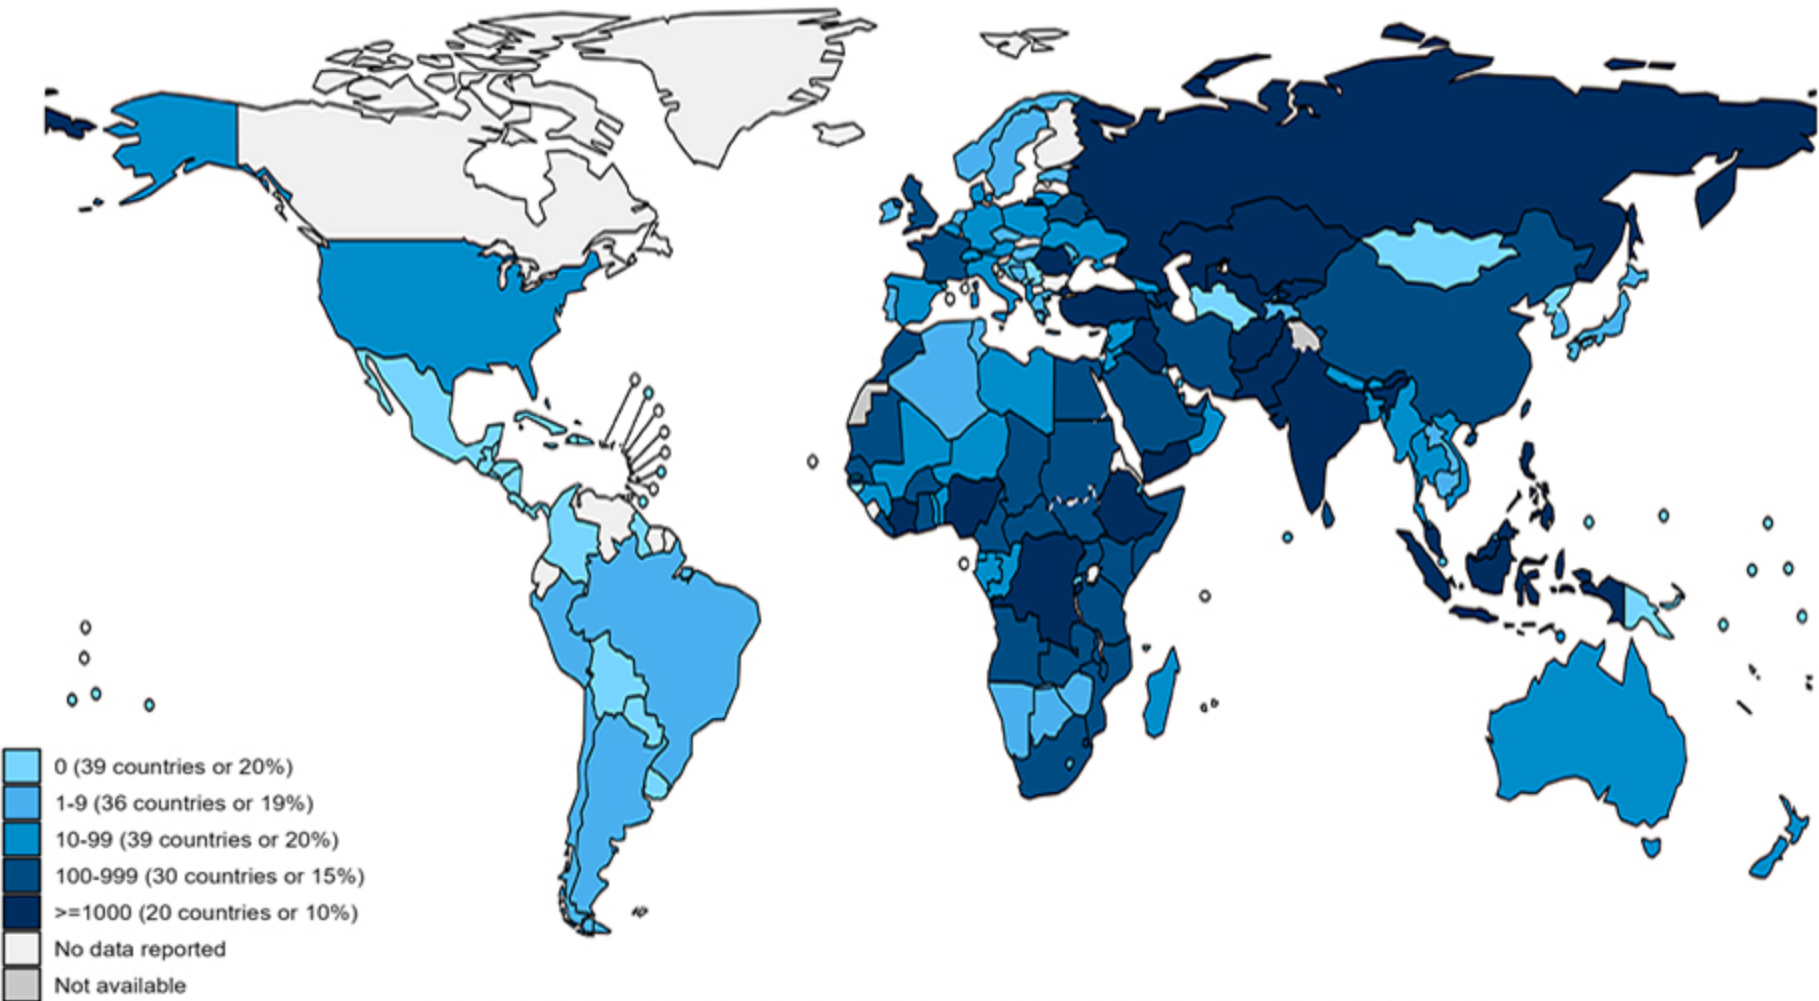 0 (39 countries or 20%)
1-9 (36 countries or 19%)
10-99 (39 countries or 20%)
100-999 (30 countries or 15%)
>=1000 (20 countries or 10%)
No data reported
Not available